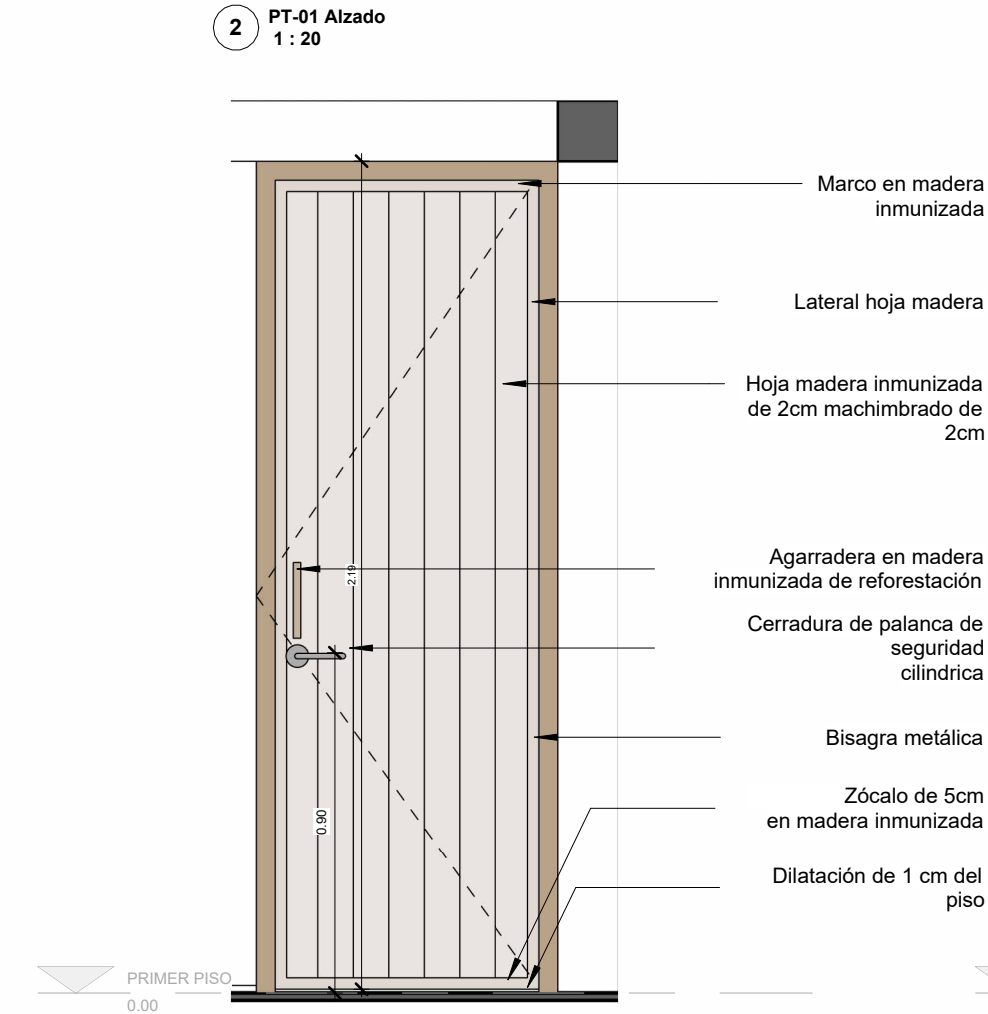 2
PT-01 Alzado
1 : 20
Marco en madera
inmunizada
Lateral hoja madera
Hoja madera inmunizada
de 2cm machimbrado de
2cm
2.19
Agarradera en madera
inmunizada de reforestación
Cerradura de palanca de
seguridad
cilindrica
Bisagra metálica
0.90
Zócalo de 5cm
en madera inmunizada
Dilatación de 1 cm del
piso
PRIMER PISO
0.00